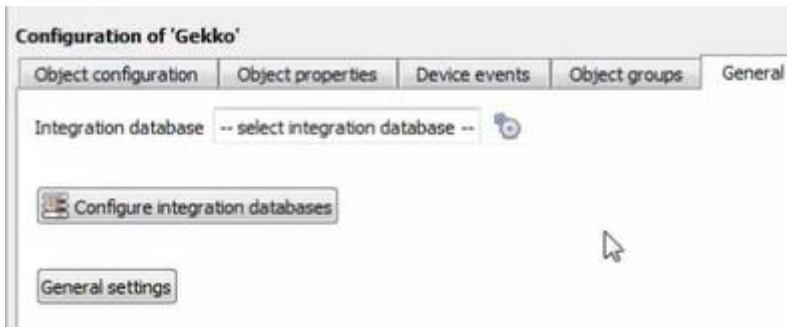 Configuration of 'Gekko'
Object configuration Object properties Device events Object groups General
Integration database -- select integration database --
Configure integration databases
General settings